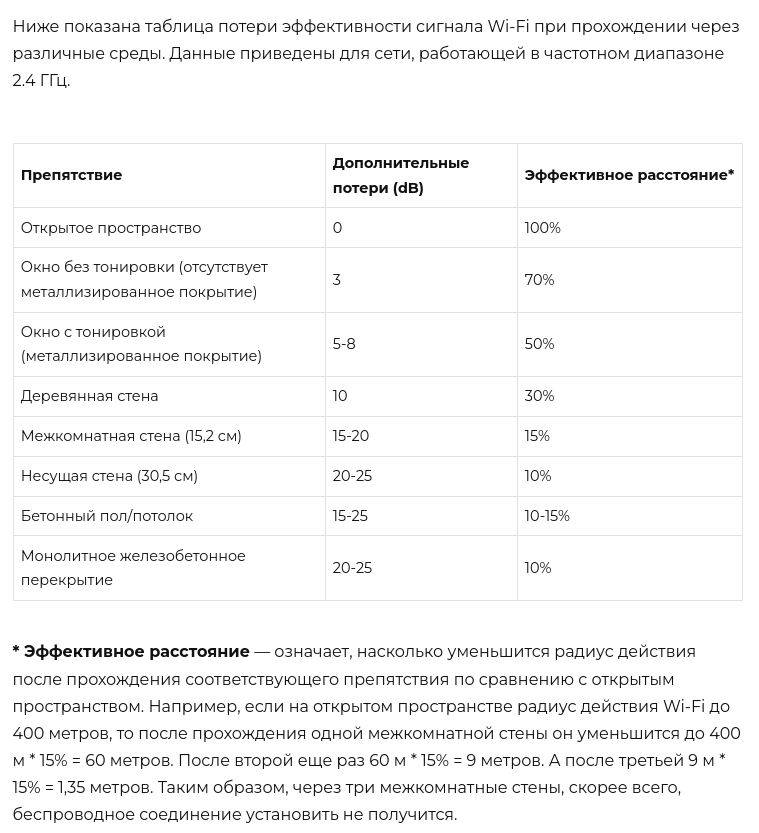 Ниже показана таблица потери эффективности сигнала Wi-Fi при прохождении через
различные среды. Данные приведены для сети, работающей в частотном диапазоне
2.4 ГГц.
Препятствие
Дополнительные
потери (dB)
Эффективное расстояние*
Открытое пространство
0
100%
Окно без тонировки (отсутствует
металлизированное покрытие)
3
70%
Окно с тонировкой
(металлизированное покрытие)
5-8
50%
Деревянная стена
10
30%
Межкомнатная стена (15,2 см)
15-20
15%
Несущая стена (30,5 см)
20-25
10%
Бетонный пол/потолок
15-25
10-15%
Монолитное железобетонное
перекрытие
20-25
10%
* Эффективное расстояние — означает, насколько уменьшится радиус действия
после прохождения соответствующего препятствия по сравнению с открытым
пространством. Например, если на открытом пространстве радиус действия Wi-Fi до
400 метров, то после прохождения одной межкомнатной стены он уменьшится до 400
м * 15% = 60 метров. После второй еще раз 60 м * 15% = 9 метров. А после третьей 9 м *
15% = 1,35 метров. Таким образом, через три межкомнатные стены, скорее всего,
беспроводное соединение установить не получится.